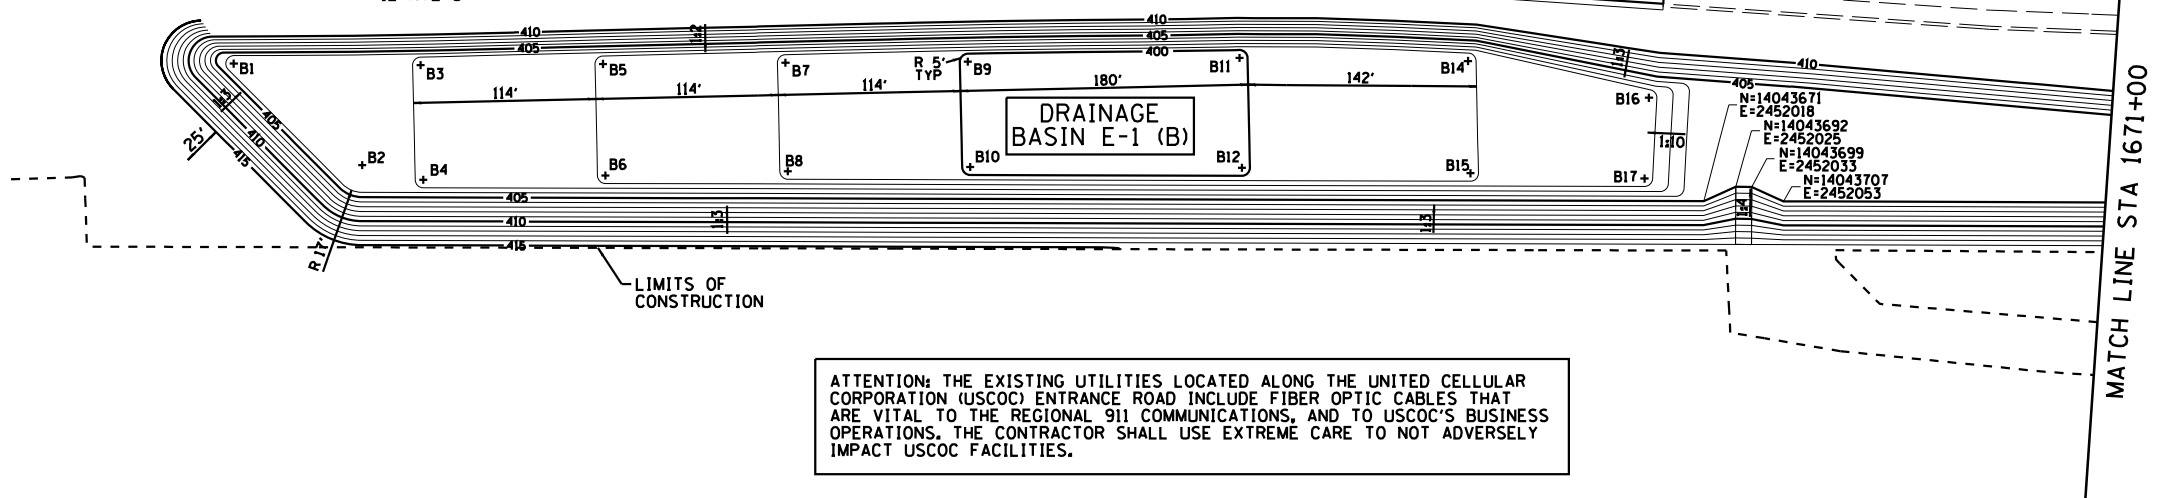 410
1:2
410
405
405
400
1:3
410
405
B1
B3
B5
B7
R 5'
TYP
B9
B11
B14
B16
114'
114'
114'
180'
142'
1:3
405
410
415
25'
DRAINAGE
BASIN E-1 (B)
B2
B4
B6
B8
B10
B12
B15
B17
1:10
N=14043671
E=2452018
N=14043692
E=2452025
N=14043699
E=2452033
N=14043707
E=2452053
405
410
415
1:3
1:3
1:4
R 17'
LIMITS OF
CONSTRUCTION
MATCH LINE STA 1671+00
ATTENTION: THE EXISTING UTILITIES LOCATED ALONG THE UNITED CELLULAR
CORPORATION (USCOC) ENTRANCE ROAD INCLUDE FIBER OPTIC CABLES THAT
ARE VITAL TO THE REGIONAL 911 COMMUNICATIONS, AND TO USCOC'S BUSINESS
OPERATIONS. THE CONTRACTOR SHALL USE EXTREME CARE TO NOT ADVERSELY
IMPACT USCOC FACILITIES.